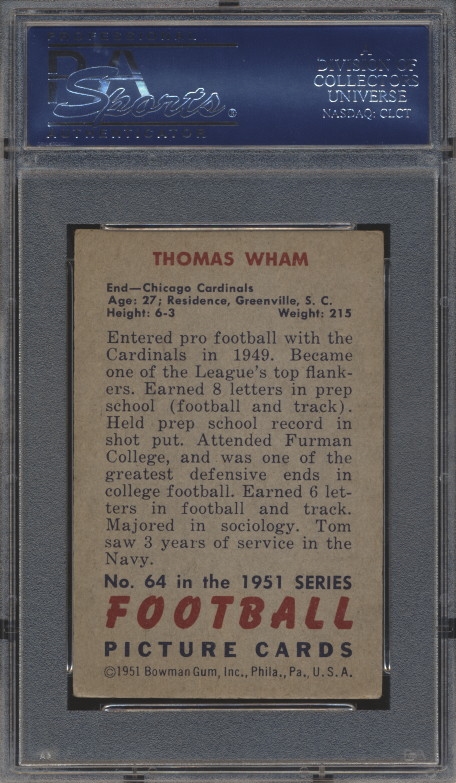 PSA
Sports®
AUTHENTICATOR
A
DIVISION OF
COLLECTORS
UNIVERSE
NASDAQ: CLCT
THOMAS WHAM
End—Chicago Cardinals
Age: 27; Residence, Greenville, S. C.
Height: 6-3 Weight: 215
Entered pro football with the
Cardinals in 1949. Became
one of the League's top flank-
ers. Earned 8 letters in prep
school (football and track).
Held prep school record in
shot put. Attended Furman
College, and was one of the
greatest defensive ends in
college football. Earned 6 let-
ters in football and track.
Majored in sociology. Tom
saw 3 years of service in the
Navy.
No. 64 in the 1951 SERIES
FOOTBALL
PICTURE CARDS
©1951 Bowman Gum, Inc., Phila., Pa., U. S. A.